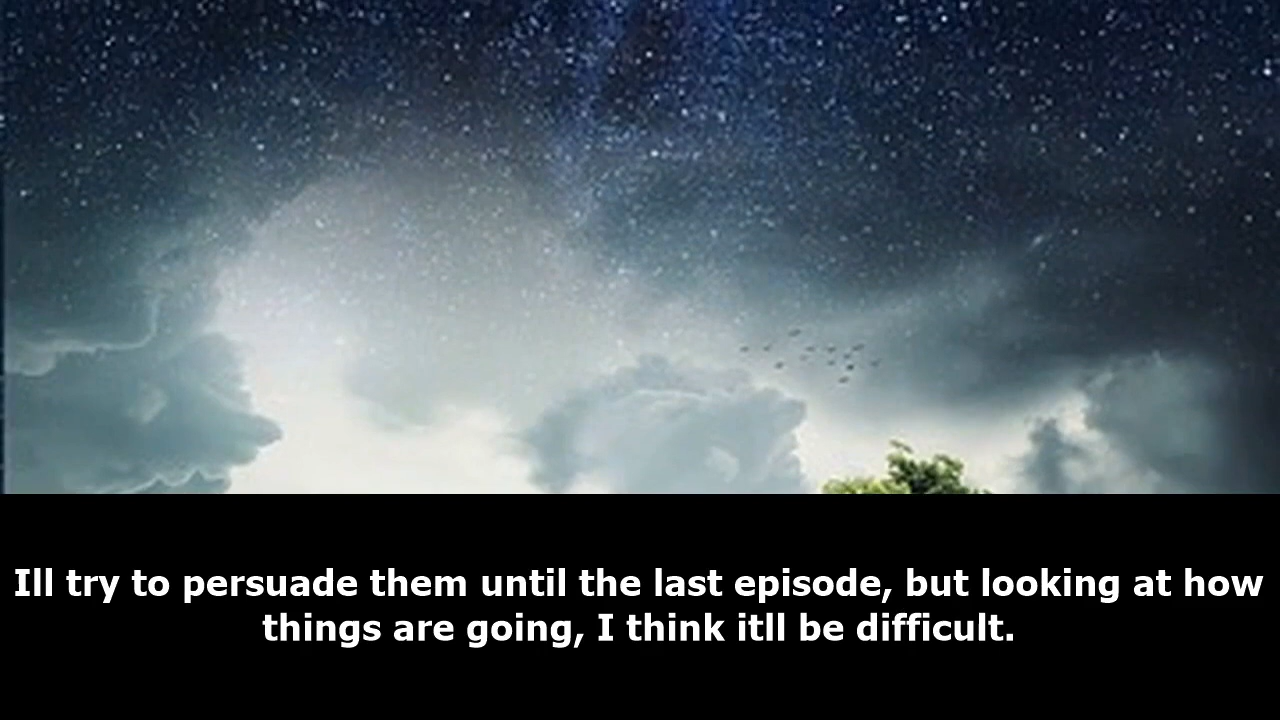 Ill try to persuade them until the last episode, but looking at how
things are going, I think itll be difficult.